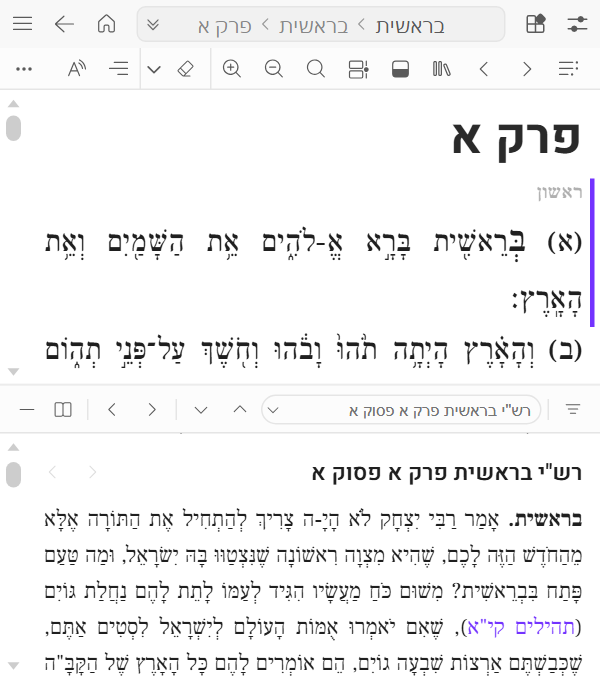 בראשית > בראשית > פרק א
פרק א
ראשון
(א) בְּרֵאשִׁ֖ית בָּרָ֣א אֱ-לֹהִ֑ים אֵ֥ת הַשָּׁמַ֖יִם וְאֵ֥ת
הָאָֽרֶץ׃
(ב) וְהָאָ֗רֶץ הָיְתָ֥ה תֹ֙הוּ֙ וָבֹ֔הוּ וְחֹ֖שֶׁךְ עַל־פְּנֵ֣י תְה֑וֹם
רש"י בראשית פרק א פסוק א
רש"י בראשית פרק א פסוק א
בראשית. אָמַר רַבִּי יִצְחָק לֹא הָיָ-ה צָרִיךְ לְהַתְחִיל אֶת הַתּוֹרָה אֶלָּא
מֵהַחֹדֶשׁ הַזֶּה לָכֶם, שֶׁהִיא מִצְוָה רִאשׁוֹנָה שֶׁנִּצְטַוּוּ בָּהּ יִשׂרָאֵל, וּמַה טַּעַם
פָּתַח בִּבְרֵאשִׁית? מִשּׁוּם כֹּחַ מַעֲשָׂיו הִגִּיד לְעַמּוֹ לָתֵת לָהֶם נַחֲלַת גּוֹיִם
(תהילים קי"א), שֶׁאִם יֹאמְרוּ אֻמּוֹת הָעוֹלָם לְיִשְׂרָאֵל לִסְטִים אַתֶּם,
שֶׁכְּבַשְׁתֶּם אַרְצוֹת שִׁבְעָה גוֹיִם, הֵם אוֹמְרִים לָהֶם כָּל הָאָרֶץ שֶׁל הַקָּבָּ"ה